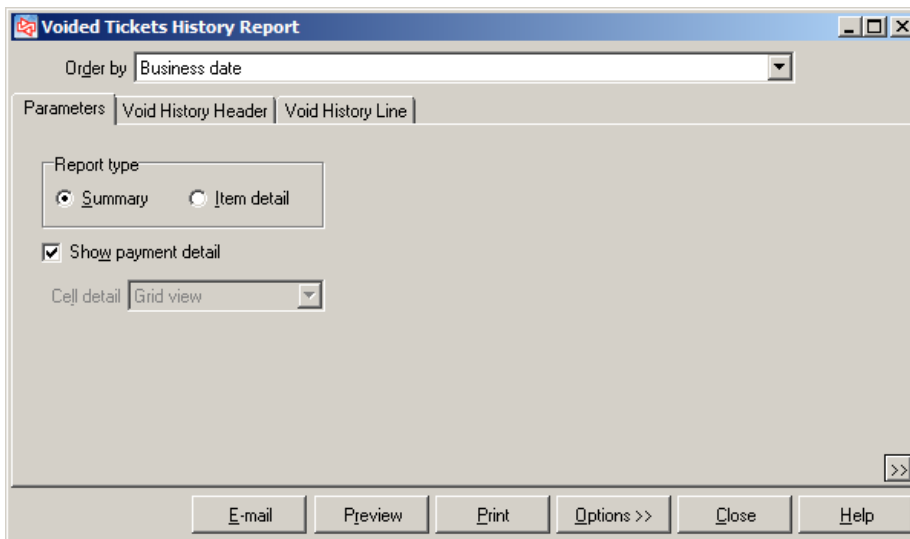 Voided Tickets History Report
Order by Business date
Parameters Void History Header Void History Line
Report type
Summary Item detail
Show payment detail
Cell detail Grid view
>>
E-mail Preview Print Options >> Close Help